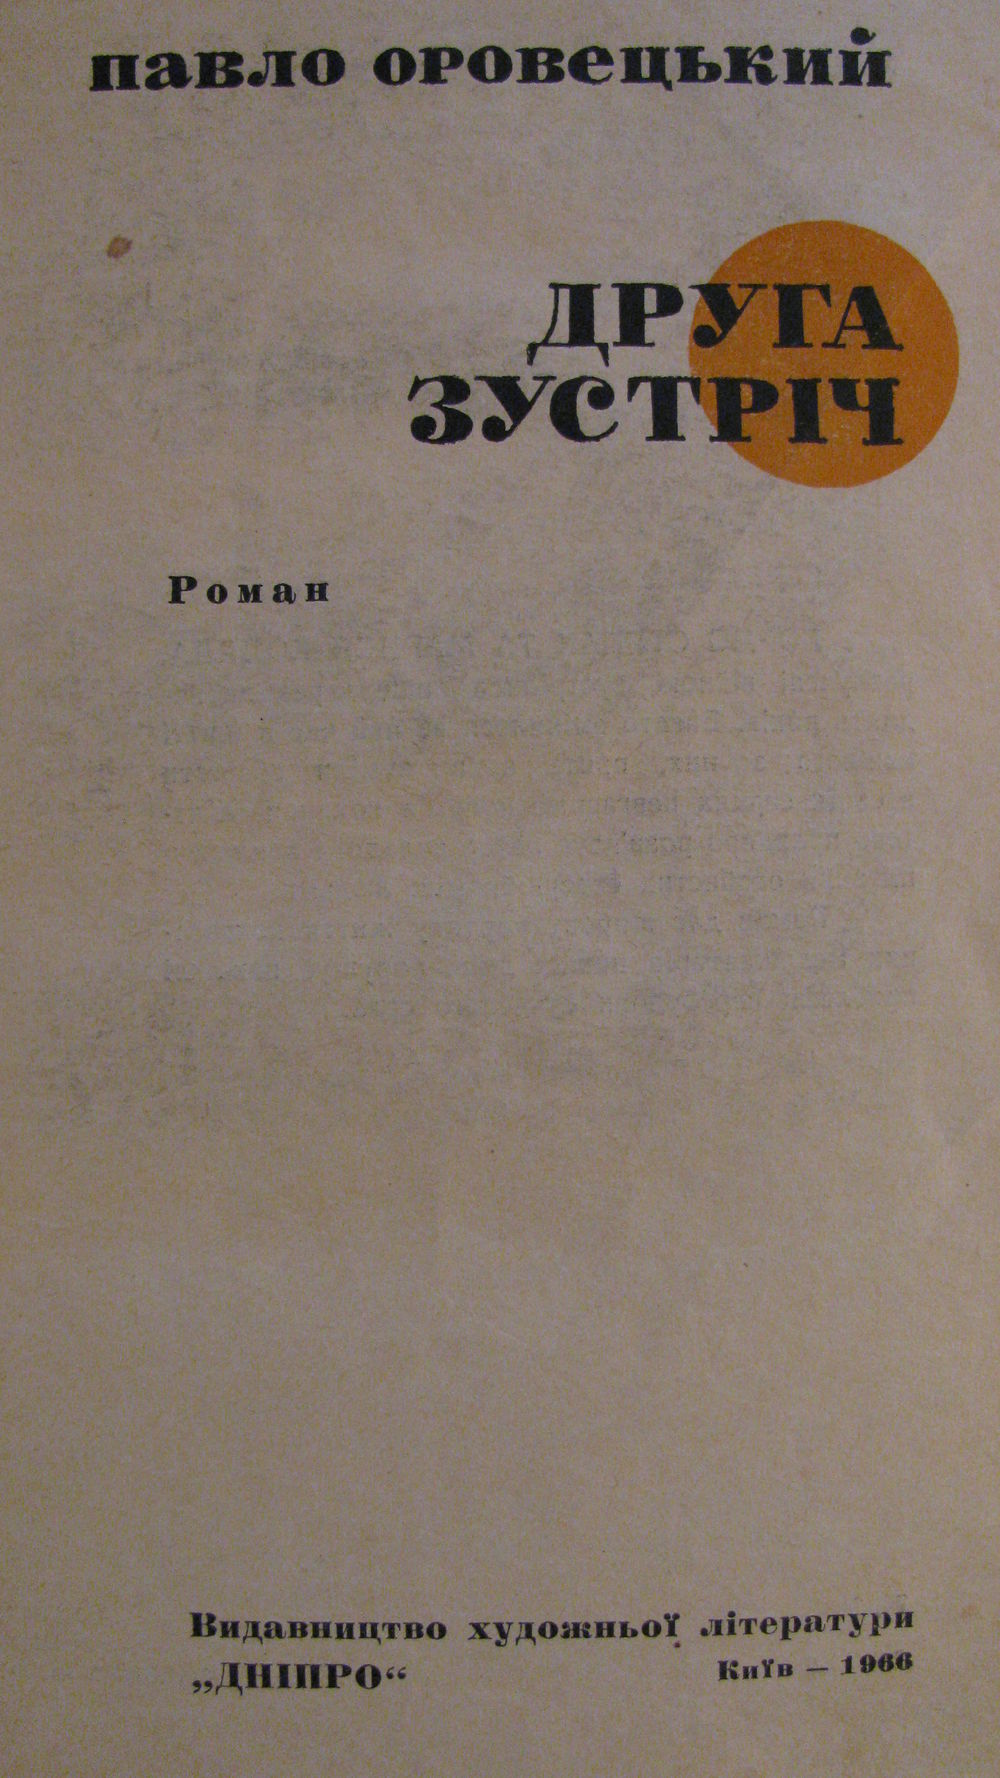 павло оровецький
ДРУГА
ЗУСТРІЧ
Роман
Видавництво художньої літератури
„ДНІПРО“ Київ — 1966